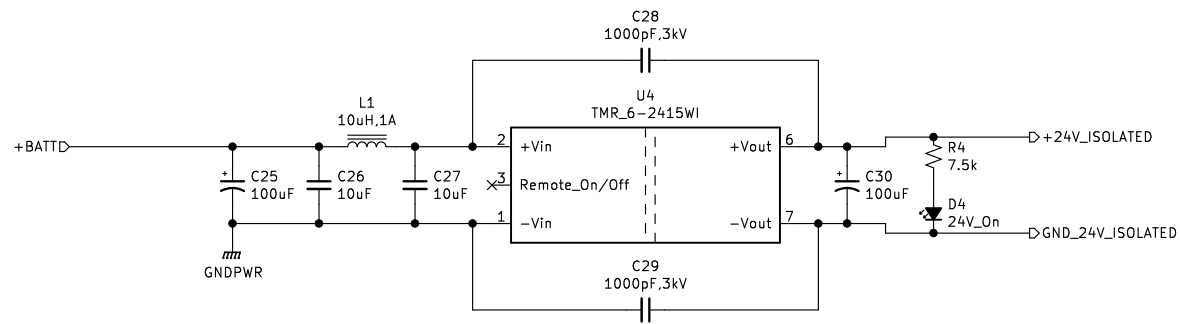 C28
1000pF,3kV
U4
TMR_6-2415WI
L1
10uH,1A
+BATT
2
+Vin
+Vout
6
+24V_ISOLATED
C25
100uF
C26
10uF
C27
10uF
3
Remote_On/Off
C30
100uF
R4
7.5k
D4
24V_On
1
-Vin
-Vout
7
GND_24V_ISOLATED
GNDPWR
C29
1000pF,3kV
+
+